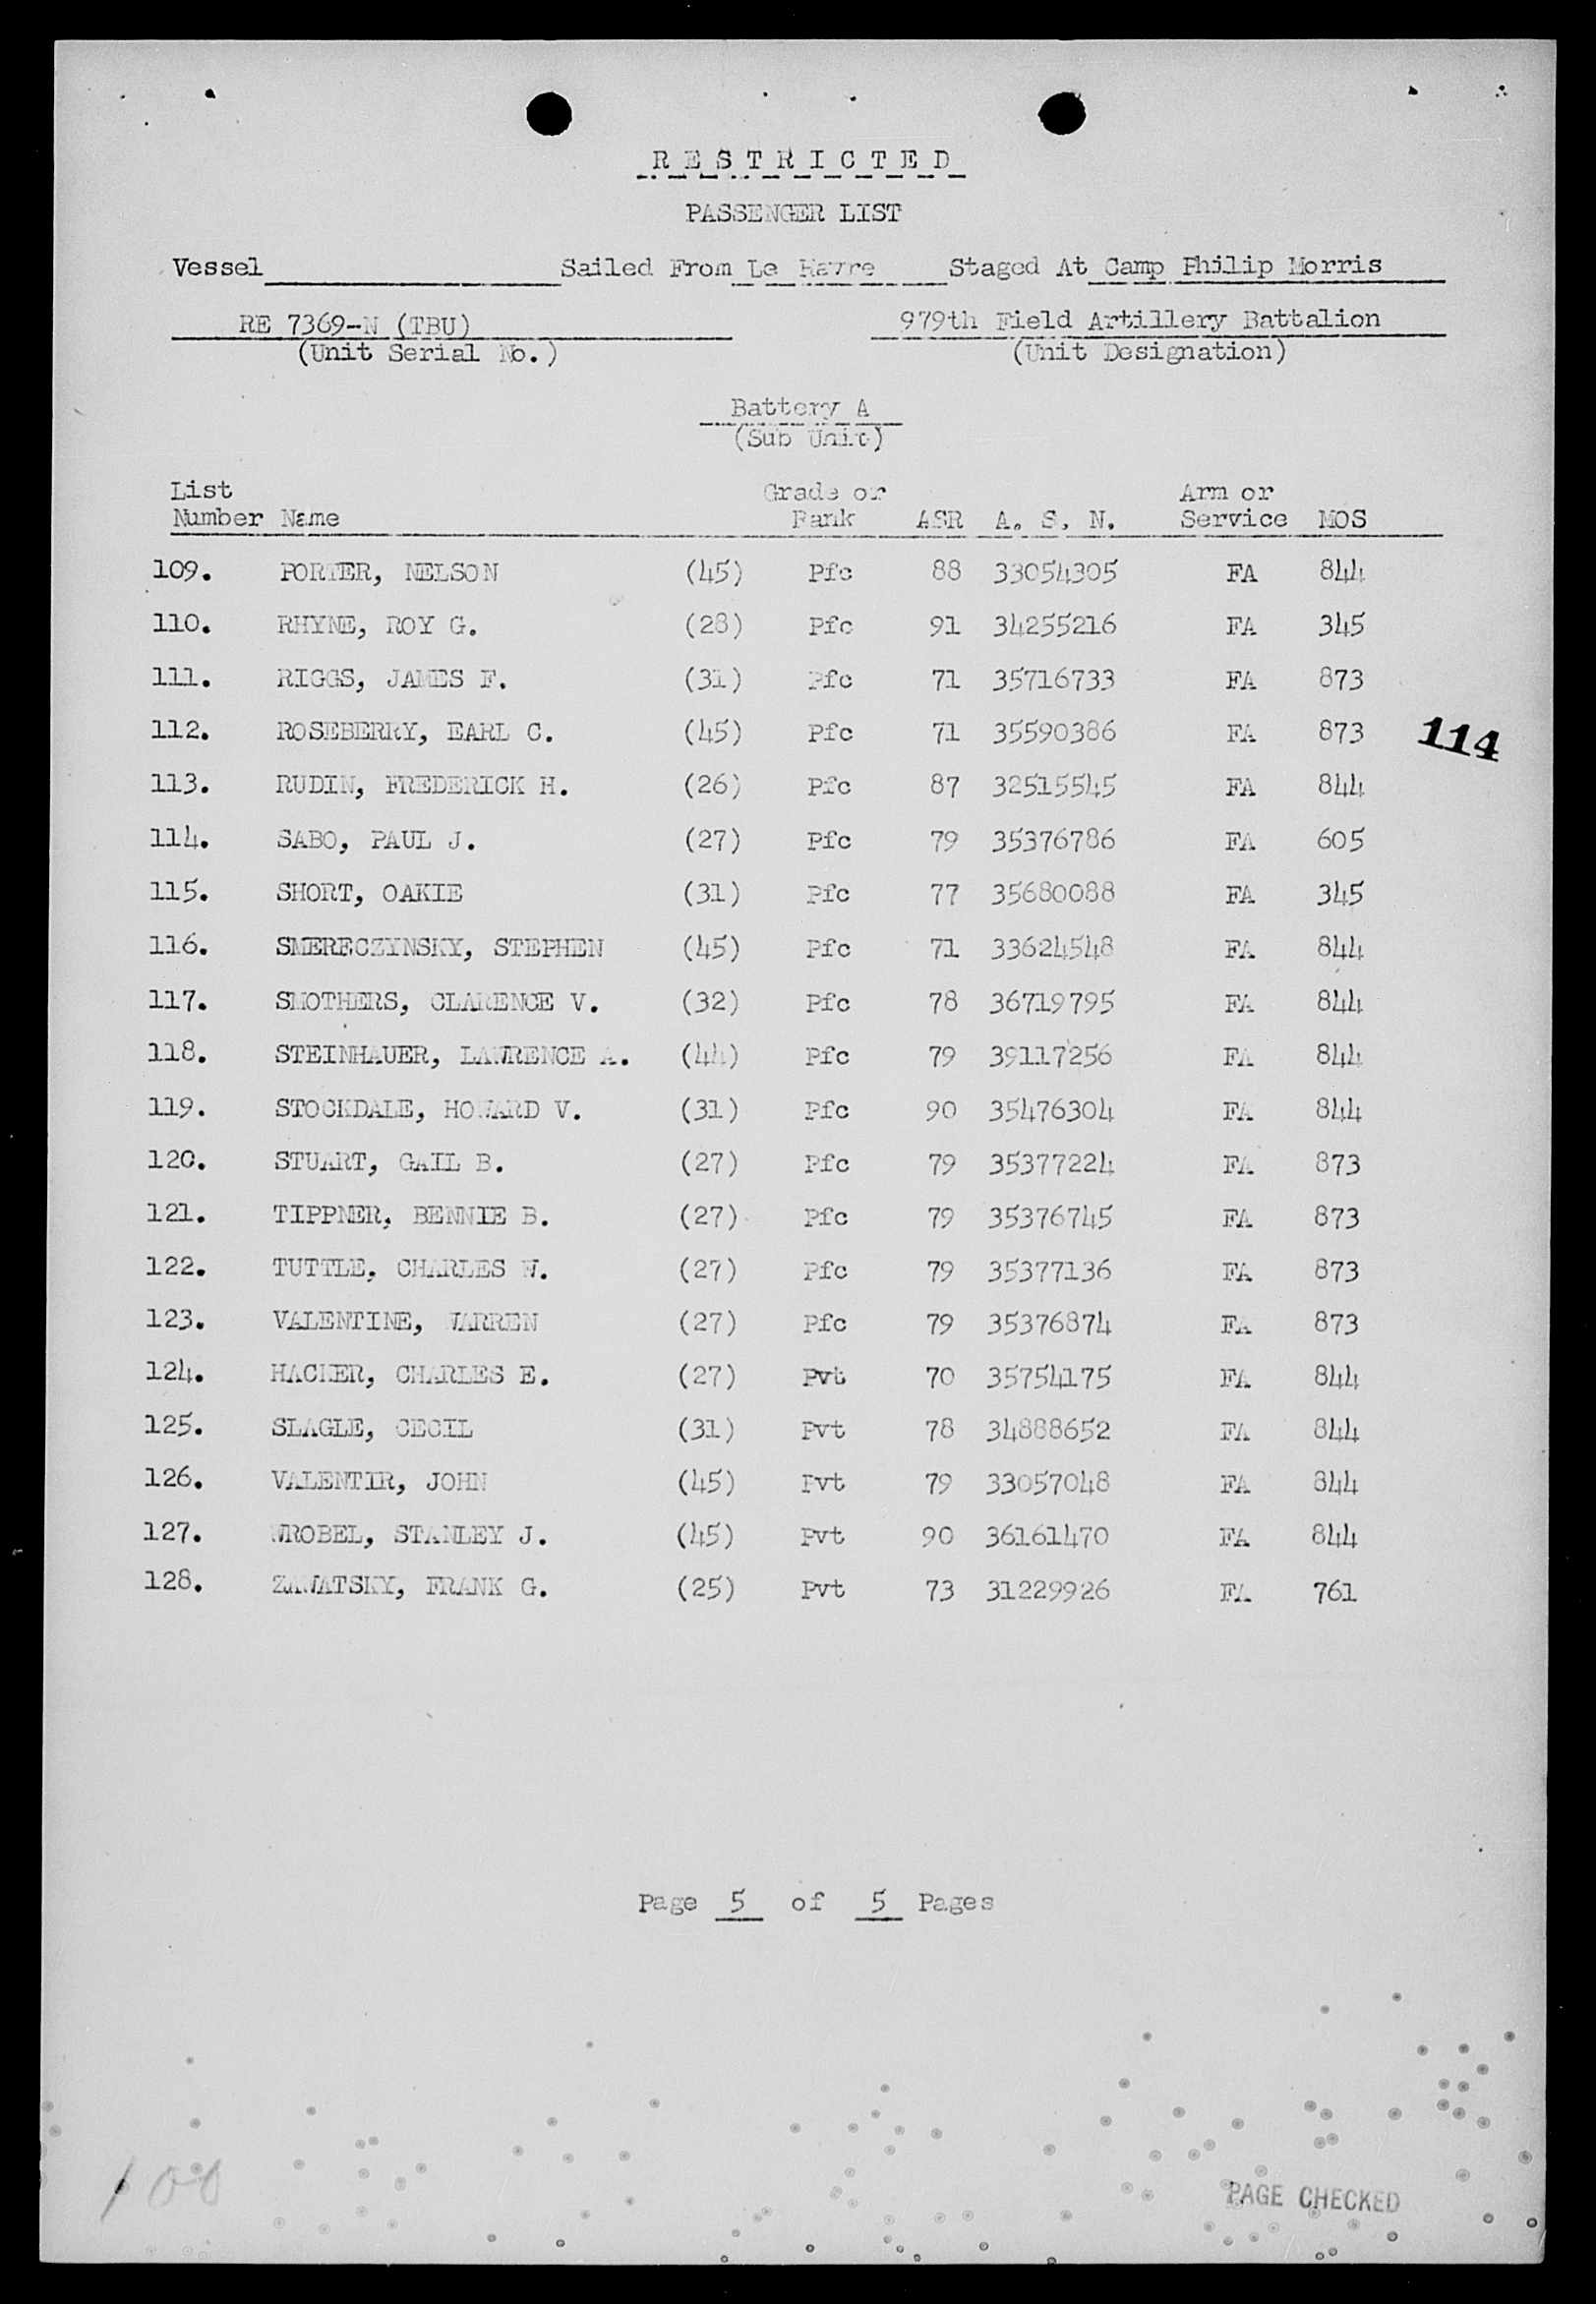 RESTRICTED
PASSENGER LIST
Vessel Sailed From Le Havre Staged At Camp Philip Morris
RE 7369-N (TBU) 979th Field Artillery Battalion
(Unit Serial No.) (Unit Designation)
Battery A
(Sub Unit)
List Grade or Arm or
Number Name Rank ASR A. S. N. Service MOS
109. PORTER, NELSON (45) Pfc 88 33054305 FA 844
110. RHYNE, ROY G. (28) Pfc 91 34255216 FA 345
111. RIGGS, JAMES F. (31) Pfc 71 35716733 FA 873
112. ROSEBERRY, EARL C. (45) Pfc 71 35590386 FA 873 114
113. RUDIN, FREDERICK H. (26) Pfc 87 32515545 FA 844
114. SABO, PAUL J. (27) Pfc 79 35376786 FA 605
115. SHORT, OAKIE (31) Pfc 77 35680088 FA 345
116. SMERECZYNSKY, STEPHEN (45) Pfc 71 33624548 FA 844
117. SMOTHERS, CLARENCE V. (32) Pfc 78 36719795 FA 844
118. STEINHAUER, LAWRENCE A. (44) Pfc 79 39117256 FA 844
119. STOCKDALE, HOWARD V. (31) Pfc 90 35476304 FA 844
120. STUART, GAIL B. (27) Pfc 79 35377224 FA 873
121. TIPPNER, BENNIE B. (27) Pfc 79 35376745 FA 873
122. TUTTLE, CHARLES W. (27) Pfc 79 35377136 FA 873
123. VALENTINE, WARREN (27) Pfc 79 35376874 FA 873
124. HACKER, CHARLES E. (27) Pvt 70 35754175 FA 844
125. SLAGLE, CECIL (31) Pvt 78 34888652 FA 844
126. VALENTIR, JOHN (45) Pvt 79 33057048 FA 844
127. WROBEL, STANLEY J. (45) Pvt 90 36161470 FA 844
128. ZAWATSKY, FRANK G. (25) Pvt 73 31229926 FA 761
Page 5 of 5 Pages
100
PAGE CHECKED